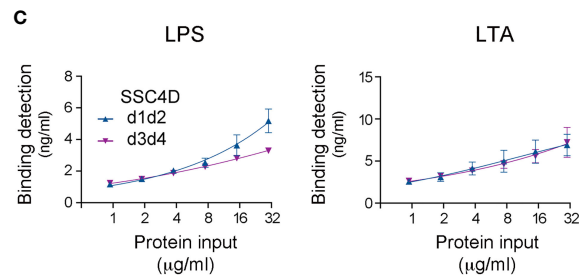 C
LPS
Binding detection
(ng/ml)
8
6
4
2
0
SSC4D
d1d2
d3d4
1 2 4 8 16 32
Protein input
(μg/ml)
LTA
Binding detection
(ng/ml)
15
10
5
0
1 2 4 8 16 32
Protein input
(μg/ml)